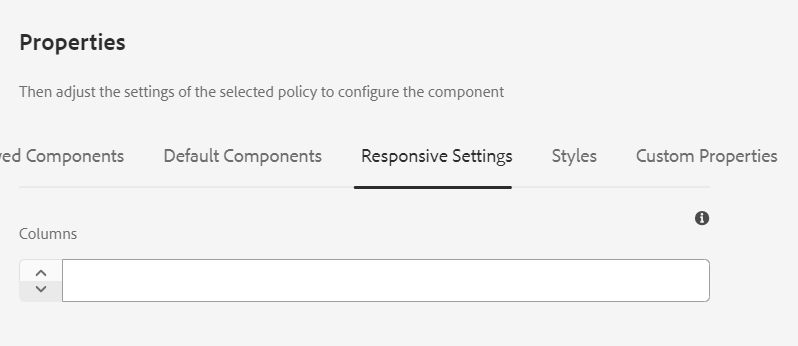 Properties
Then adjust the settings of the selected policy to configure the component
Components Default Components Responsive Settings Styles Custom Properties
Columns